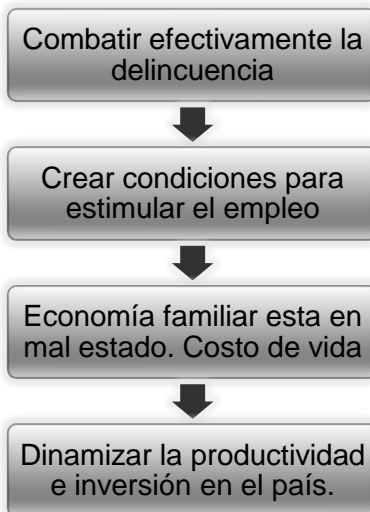 Combatir efectivamente la
delincuencia
Crear condiciones para
estimular el empleo
Economía familiar esta en
mal estado. Costo de vida
Dinamizar la productividad
e inversión en el país.